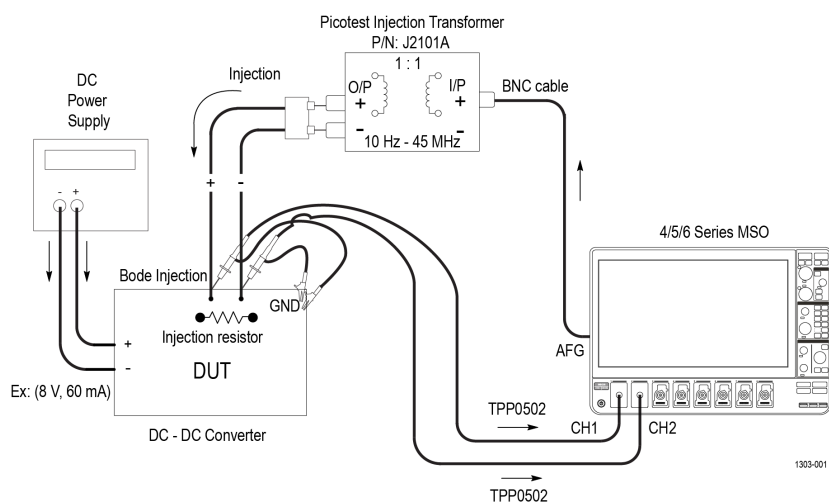 Picotest Injection Transformer
P/N: J2101A
1 : 1
O/P
I/P
+
+
-
-
10 Hz - 45 MHz
BNC cable
Injection
DC
Power
Supply
- +
+ -
4/5/6 Series MSO
Bode Injection
GND
Injection resistor
DUT
+
-
Ex: (8 V, 60 mA)
DC - DC Converter
AFG
TPP0502
CH1
CH2
TPP0502
1303-001